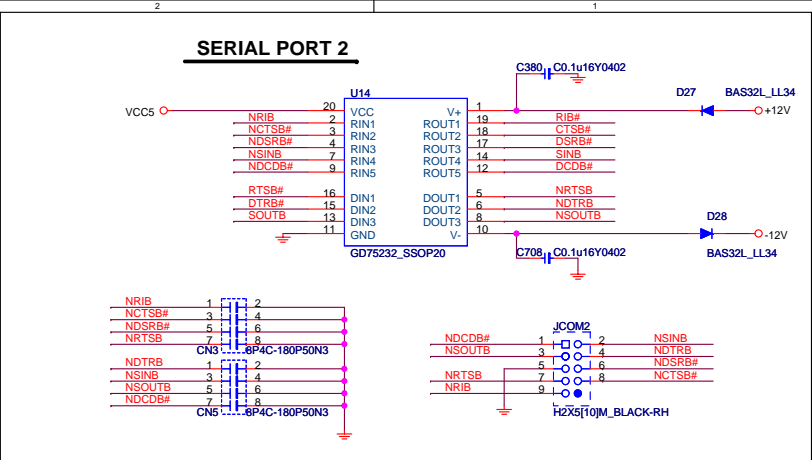 2 1
SERIAL PORT 2
C380 C0.1u16Y0402
U14 D27 BAS32L_LL34
VCC5 20 VCC V+ 1 +12V
NRIB 2 RIN1 ROUT1 19 RIB#
NCTSB# 3 RIN2 ROUT2 18 CTSB#
NDSRB# 4 RIN3 ROUT3 17 DSRB#
NSINB 7 RIN4 ROUT4 14 SINB
NDCDB# 9 RIN5 ROUT5 12 DCDB#
RTSB# 16 DIN1 DOUT1 5 NRTSB
DTRB# 15 DIN2 DOUT2 6 NDTRB
SOUTB 13 DIN3 DOUT3 8 NSOUTB
11 GND V- 10 D28 -12V
GD75232_SSOP20 C708 C0.1u16Y0402 BAS32L_LL34
NRIB 1 2
NCTSB# 3 4
NDSRB# 5 6
NRTSB 7 8
CN3 8P4C-180P50N3
NDTRB 1 2
NSINB 3 4
NSOUTB 5 6
NDCDB# 7 8
CN5 8P4C-180P50N3
JCOM2
NDCDB# 1 2 NSINB
NSOUTB 3 4 NDTRB
5 6 NDSRB#
NRTSB 7 8 NCTSB#
NRIB 9
H2X5[10]M_BLACK-RH